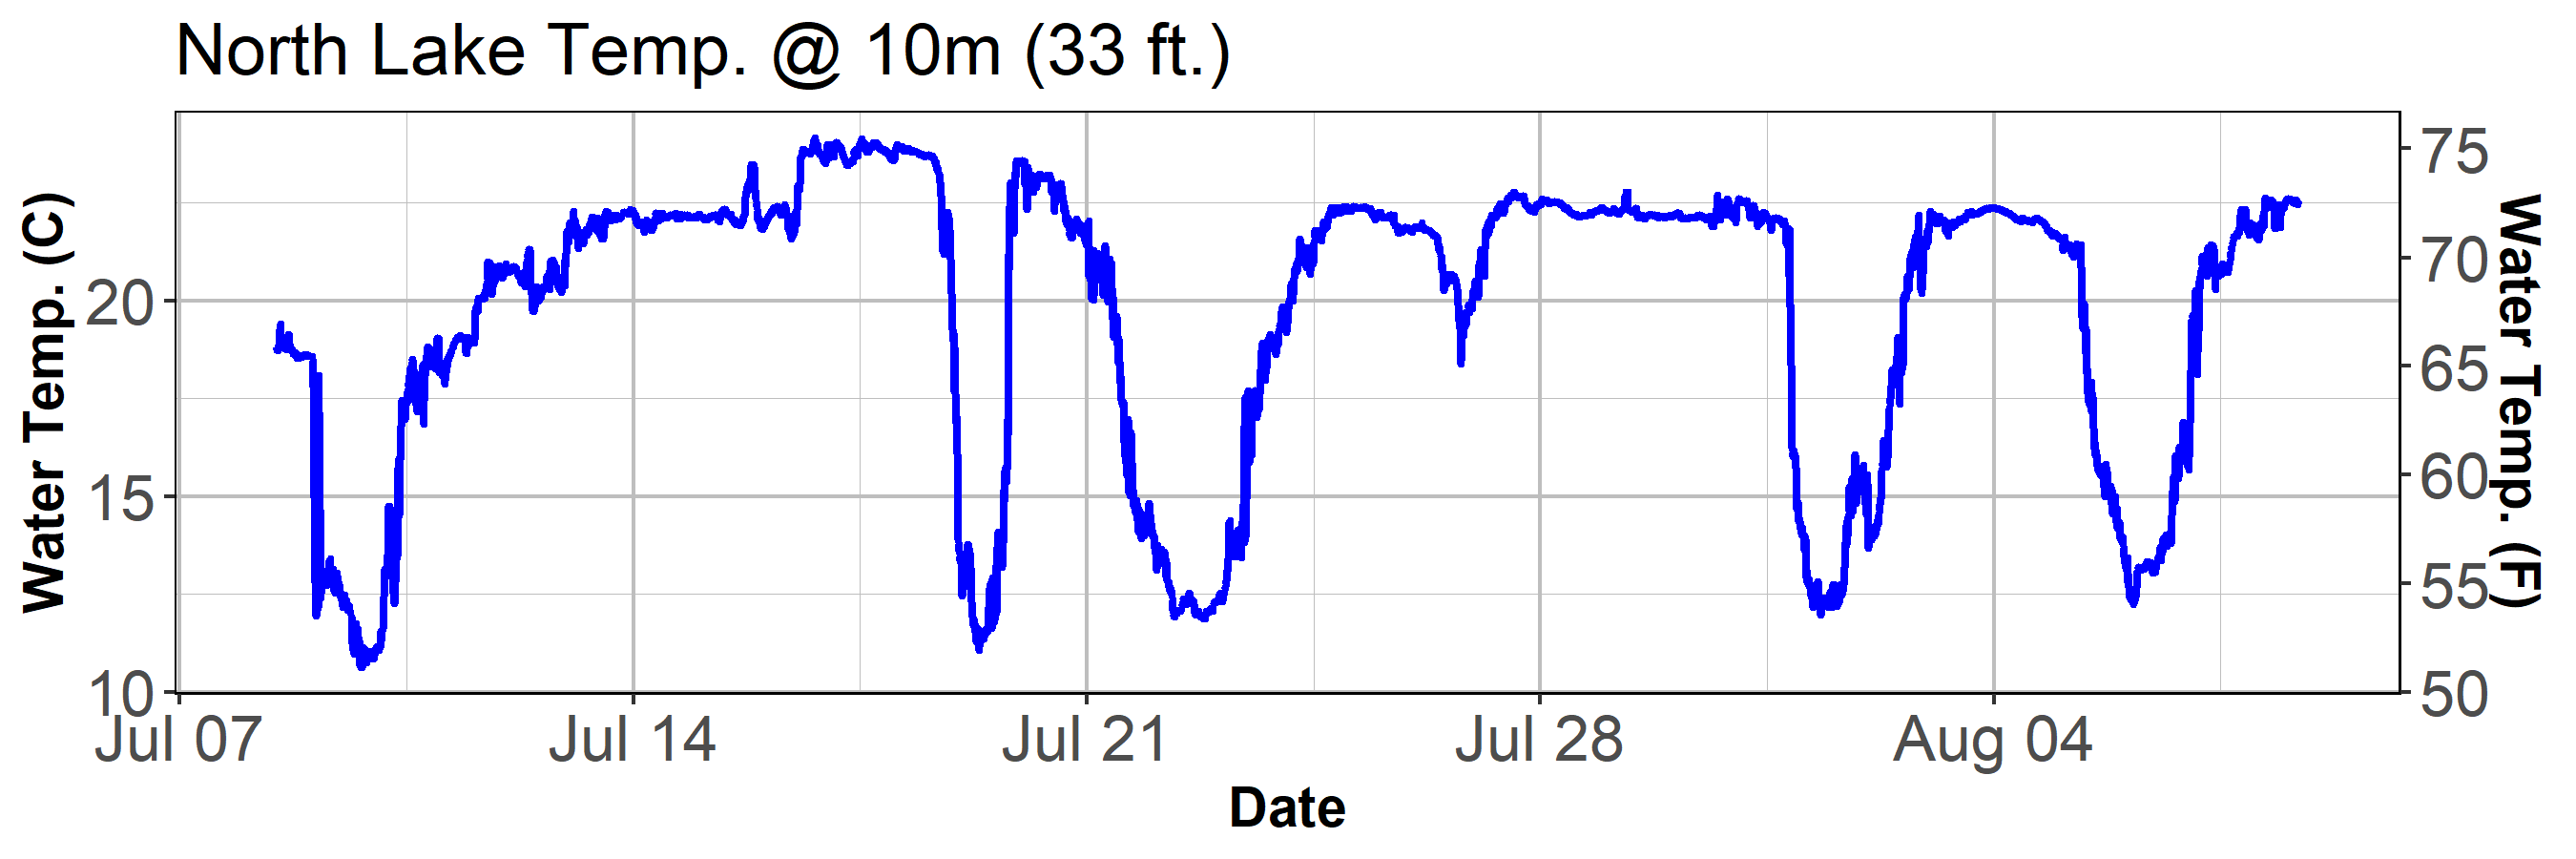 North Lake Temp. @ 10m (33 ft.)
Water Temp. (C)
20
15
10
75
70
65
60
55
50
Water Temp. (F)
Jul 07
Jul 14
Jul 21
Jul 28
Aug 04
Date